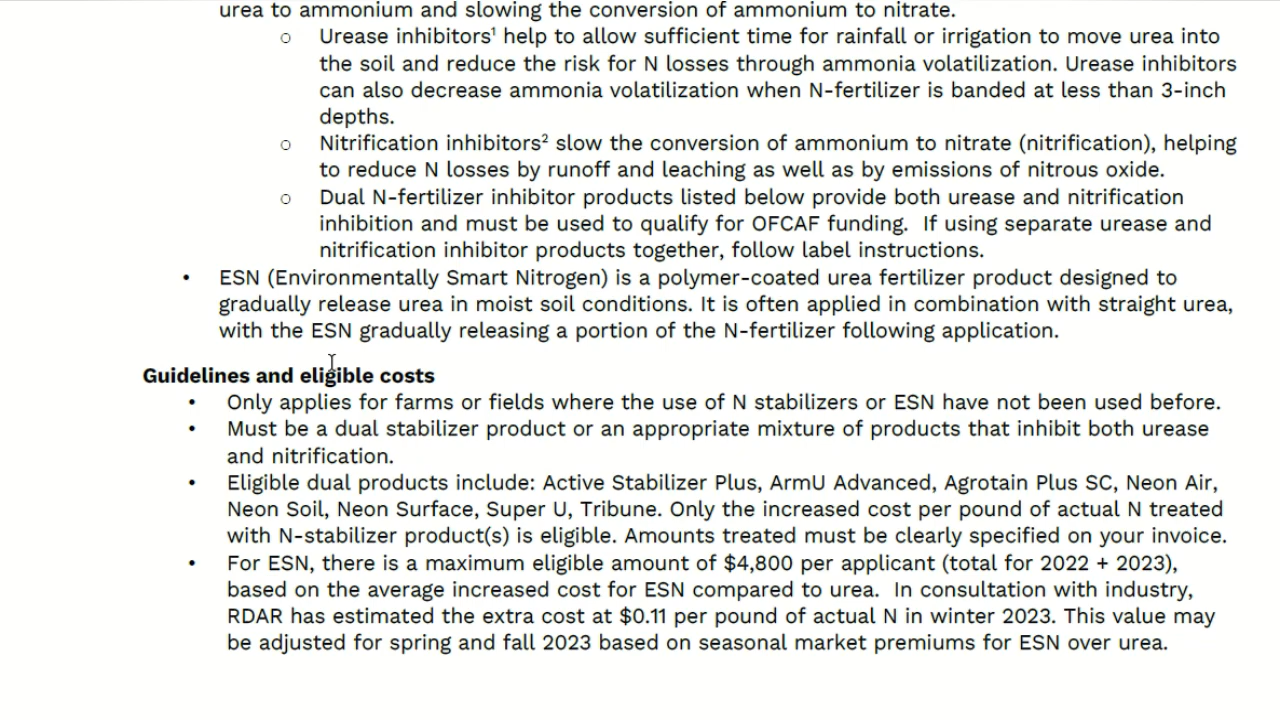 urea to ammonium and slowing the conversion of ammonium to nitrate.
○ Urease inhibitors¹ help to allow sufficient time for rainfall or irrigation to move urea into
the soil and reduce the risk for N losses through ammonia volatilization. Urease inhibitors
can also decrease ammonia volatilization when N-fertilizer is banded at less than 3-inch
depths.
○ Nitrification inhibitors² slow the conversion of ammonium to nitrate (nitrification), helping
to reduce N losses by runoff and leaching as well as by emissions of nitrous oxide.
○ Dual N-fertilizer inhibitor products listed below provide both urease and nitrification
inhibition and must be used to qualify for OFCAF funding. If using separate urease and
nitrification inhibitor products together, follow label instructions.
• ESN (Environmentally Smart Nitrogen) is a polymer-coated urea fertilizer product designed to
gradually release urea in moist soil conditions. It is often applied in combination with straight urea,
with the ESN gradually releasing a portion of the N-fertilizer following application.
Guidelines and eligible costs
• Only applies for farms or fields where the use of N stabilizers or ESN have not been used before.
• Must be a dual stabilizer product or an appropriate mixture of products that inhibit both urease
and nitrification.
• Eligible dual products include: Active Stabilizer Plus, ArmU Advanced, Agrotain Plus SC, Neon Air,
Neon Soil, Neon Surface, Super U, Tribune. Only the increased cost per pound of actual N treated
with N-stabilizer product(s) is eligible. Amounts treated must be clearly specified on your invoice.
• For ESN, there is a maximum eligible amount of $4,800 per applicant (total for 2022 + 2023),
based on the average increased cost for ESN compared to urea. In consultation with industry,
RDAR has estimated the extra cost at $0.11 per pound of actual N in winter 2023. This value may
be adjusted for spring and fall 2023 based on seasonal market premiums for ESN over urea.